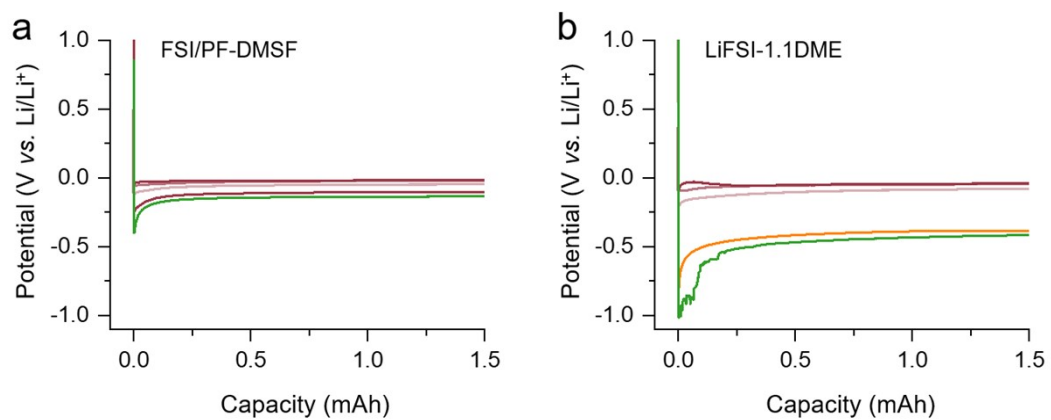 a
FSI/PF-DMSF
1.0
0.5
0.0
-0.5
-1.0
Potential (V vs. Li/Li⁺)
0.0 0.5 1.0 1.5
Capacity (mAh)
b
LiFSI-1.1DME
1.0
0.5
0.0
-0.5
-1.0
Potential (V vs. Li/Li⁺)
0.0 0.5 1.0 1.5
Capacity (mAh)